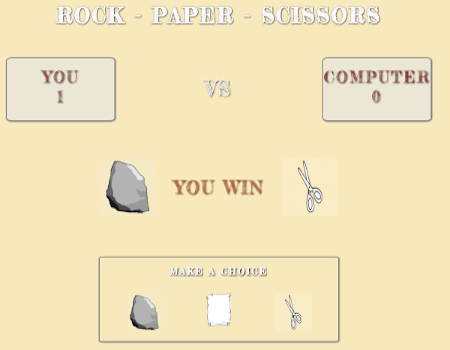 ROCK - PAPER - SCISSORS
YOU
1
VS
COMPUTER
0
YOU WIN
MAKE A CHOICE